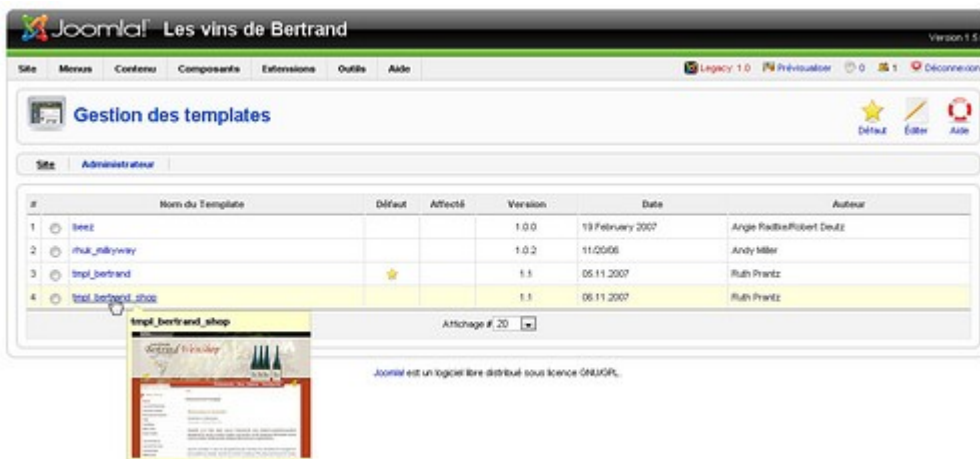 Joomla! Les vins de Bertrand
Version 1.5
Site Menus Contenu Composants Extensions Outils Aide Legacy 1.0 Prévisualiser 0 1 Déconnexion
Gestion des templates
Défaut Éditer Aide
Site Administrateur
# Nom du Template Défaut Affecté Version Date Auteur
1 beez 1.0.0 19 February 2007 Angie Radtke/Robert Deutz
2 rhuk_milkyway 1.0.2 11/20/06 Andy Miller
3 tmpl_bertrand 1.1 05.11.2007 Ruth Prantz
4 tmpl_bertrand_shop 1.1 06.11.2007 Ruth Prantz
Affichage # 20
tmpl_bertrand_shop
Bertrand Weinshop
Joomla! est un logiciel libre distribué sous licence GNU/GPL.